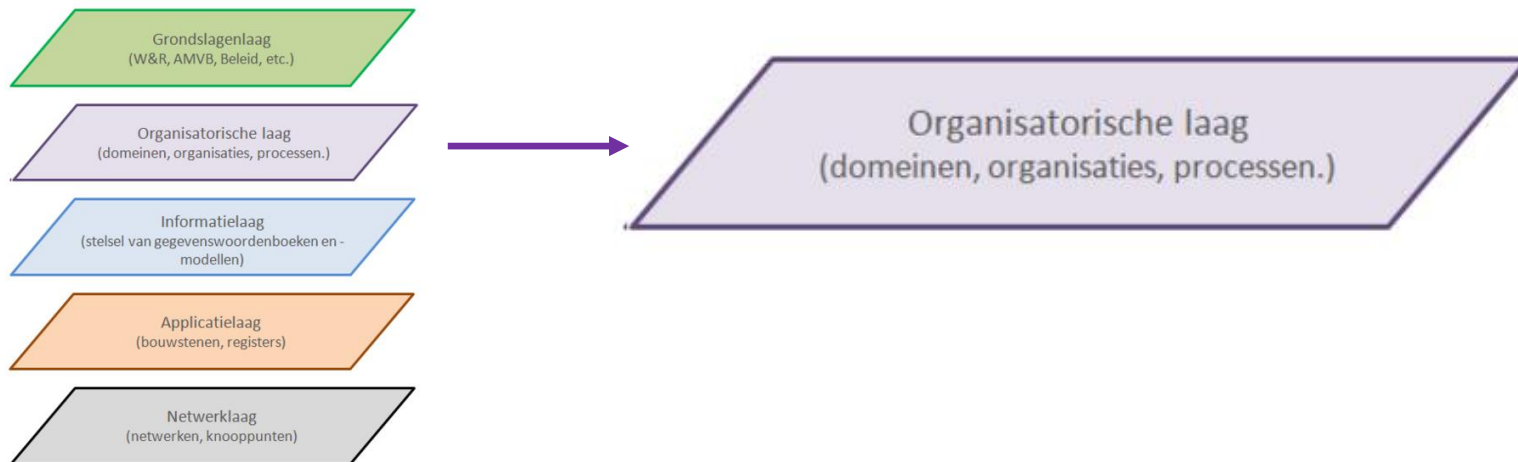 Grondslagenlaag
(W&R, AMVB, Beleid, etc.)
Organisatorische laag
(domeinen, organisaties, processen.)
Informatielaag
(stelsel van gegevenswoordenboeken en -
modellen)
Applicatielaag
(bouwstenen, registers)
Netwerklaag
(netwerken, knooppunten)
Organisatorische laag
(domeinen, organisaties, processen.)